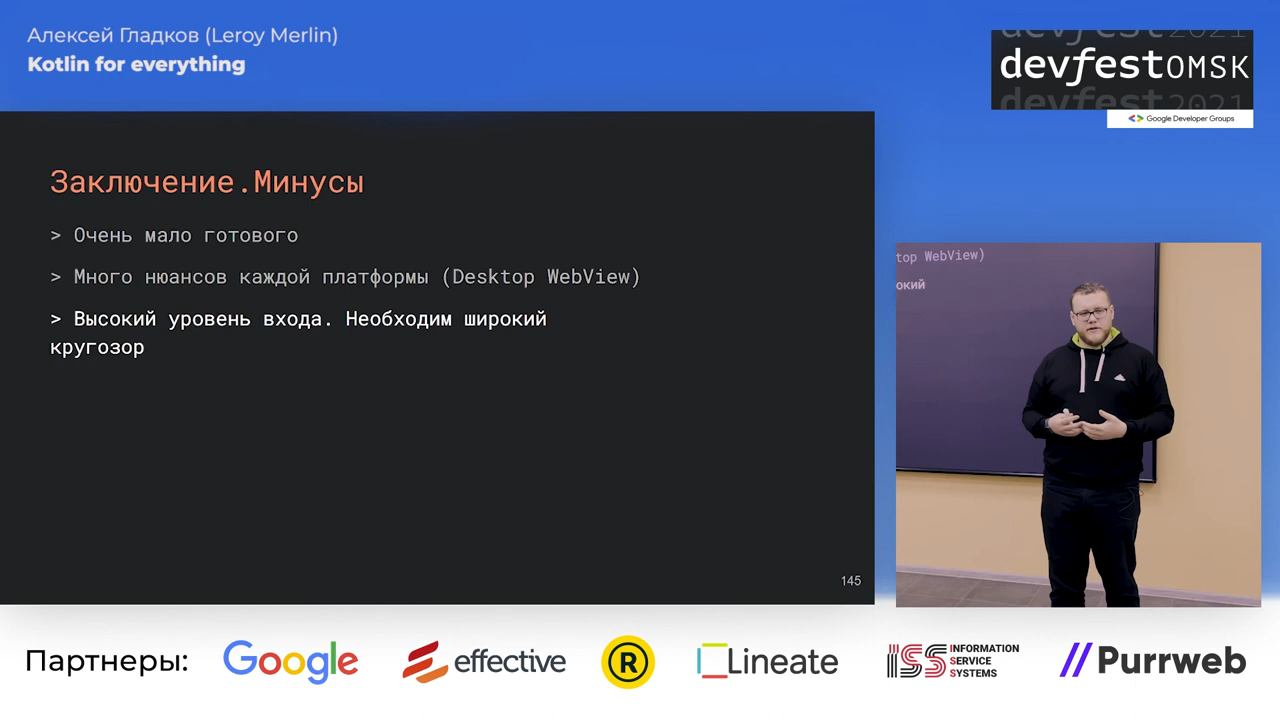 Алексей Гладков (Leroy Merlin)
Kotlin for everything
devfest2021
devfestOMSK
devfest2021
Google Developer Groups
Заключение.Минусы
> Очень мало готового
> Много нюансов каждой платформы (Desktop WebView)
> Высокий уровень входа. Необходим широкий
кругозор
145
top WebView)
окий
Партнеры:
Google
effective
R
Lineate
ISS
INFORMATION
SERVICE
SYSTEMS
// Purrweb